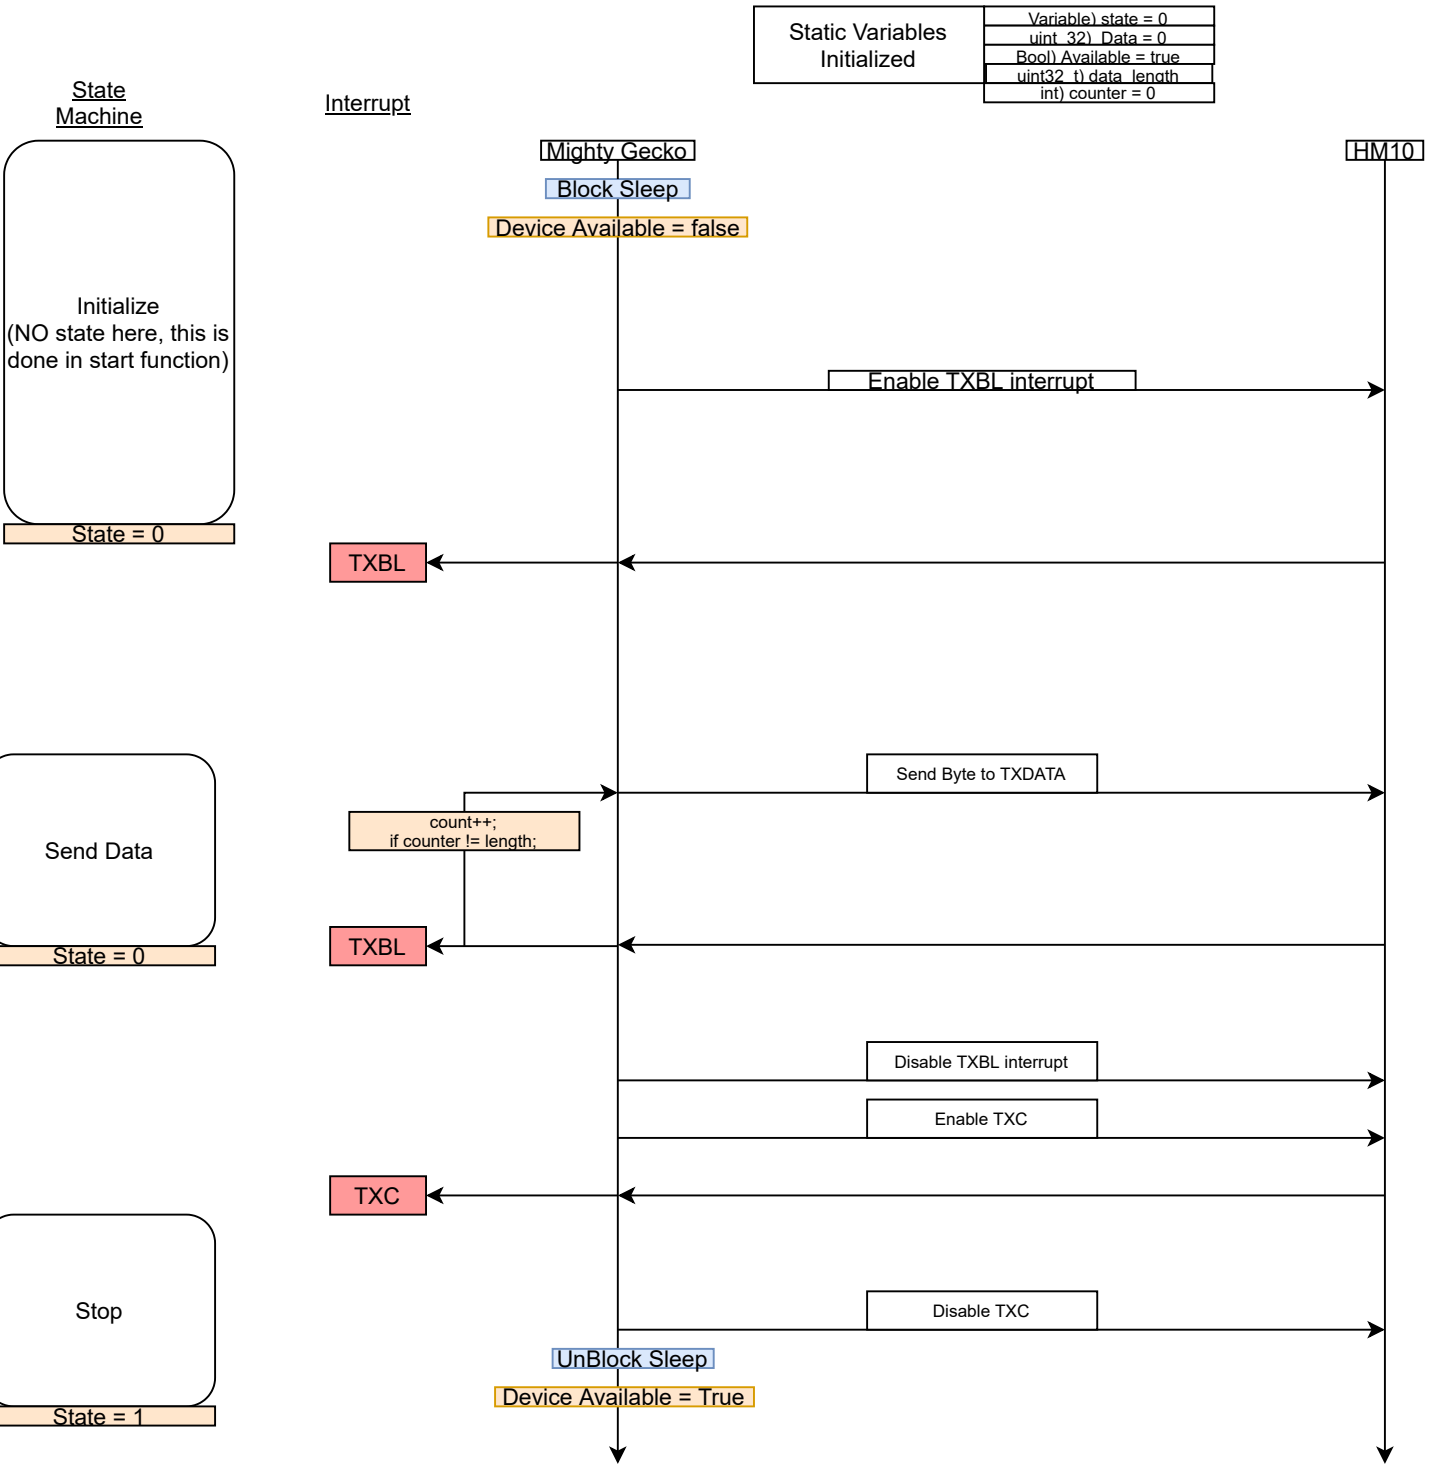 Static Variables
Initialized
Variable) state = 0
uint_32) Data = 0
Bool) Available = true
uint32_t) data_length
int) counter = 0
State
Machine
Interrupt
Mighty Gecko
HM10
Block Sleep
Device Available = false
Initialize
(NO state here, this is
done in start function)
Enable TXBL interrupt
State = 0
TXBL
Send Byte to TXDATA
count++;
if counter != length;
Send Data
TXBL
State = 0
Disable TXBL interrupt
Enable TXC
TXC
Stop
Disable TXC
UnBlock Sleep
Device Available = True
State = 1